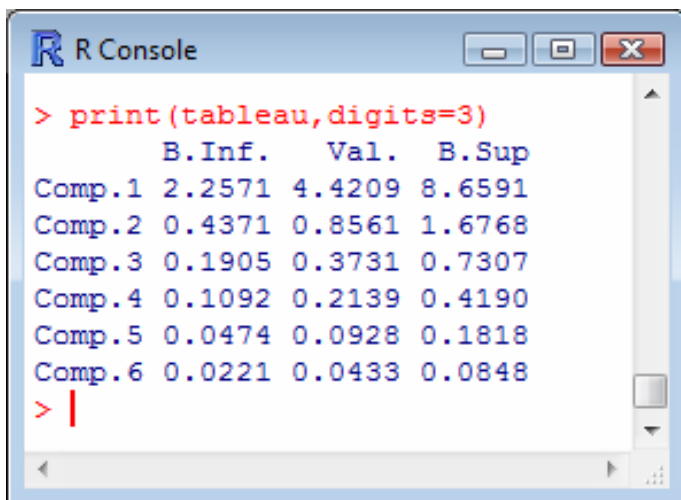 R Console
> print(tableau,digits=3)
B.Inf. Val. B.Sup
Comp.1 2.2571 4.4209 8.6591
Comp.2 0.4371 0.8561 1.6768
Comp.3 0.1905 0.3731 0.7307
Comp.4 0.1092 0.2139 0.4190
Comp.5 0.0474 0.0928 0.1818
Comp.6 0.0221 0.0433 0.0848
>